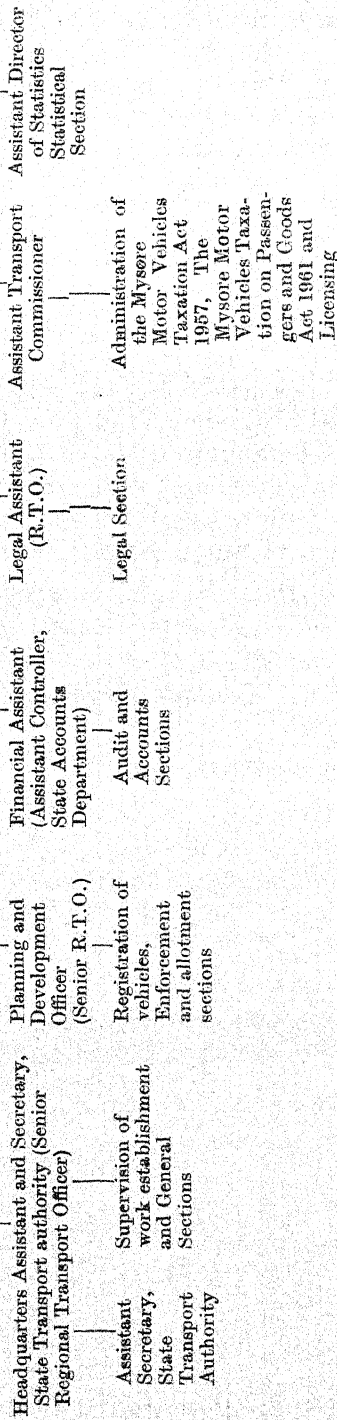 Headquarters Assistant and Secretary,
State Transport authority (Senior
Regional Transport Officer)
Assistant
Secretary,
State
Transport
Authority
Supervision of
work establishment
and General
Sections
Planning and
Development
Officer
(Senior R.T.O.)
Registration of
vehicles,
Enforcement
and allotment
sections
Financial Assistant
(Assistant Controller,
State Accounts
Department)
Audit and
Accounts
Sections
Legal Assistant
(R.T.O.)
Legal Section
Assistant Transport
Commissioner
Administration of
the Mysore
Motor Vehicles
Taxation Act
1957, The
Mysore Motor
Vehicles Taxa-
tion on Passen-
gers and Goods
Act 1961 and
Licensing
Assistant Director
of Statistics
Statistical
Section